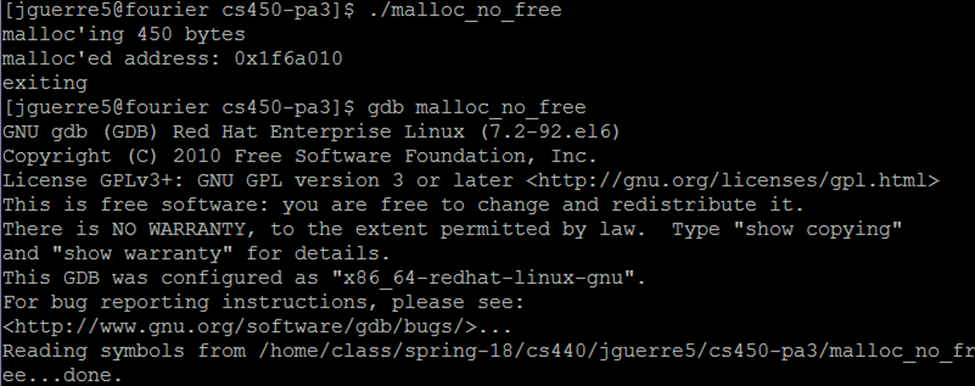 [jguerre5@fourier cs450-pa3]$ ./malloc_no_free
malloc'ing 450 bytes
malloc'ed address: 0x1f6a010
exiting
[jguerre5@fourier cs450-pa3]$ gdb malloc_no_free
GNU gdb (GDB) Red Hat Enterprise Linux (7.2-92.el6)
Copyright (C) 2010 Free Software Foundation, Inc.
License GPLv3+: GNU GPL version 3 or later <http://gnu.org/licenses/gpl.html>
This is free software: you are free to change and redistribute it.
There is NO WARRANTY, to the extent permitted by law.  Type "show copying"
and "show warranty" for details.
This GDB was configured as "x86_64-redhat-linux-gnu".
For bug reporting instructions, please see:
<http://www.gnu.org/software/gdb/bugs/>...
Reading symbols from /home/class/spring-18/cs440/jguerre5/cs450-pa3/malloc_no_fr
ee...done.